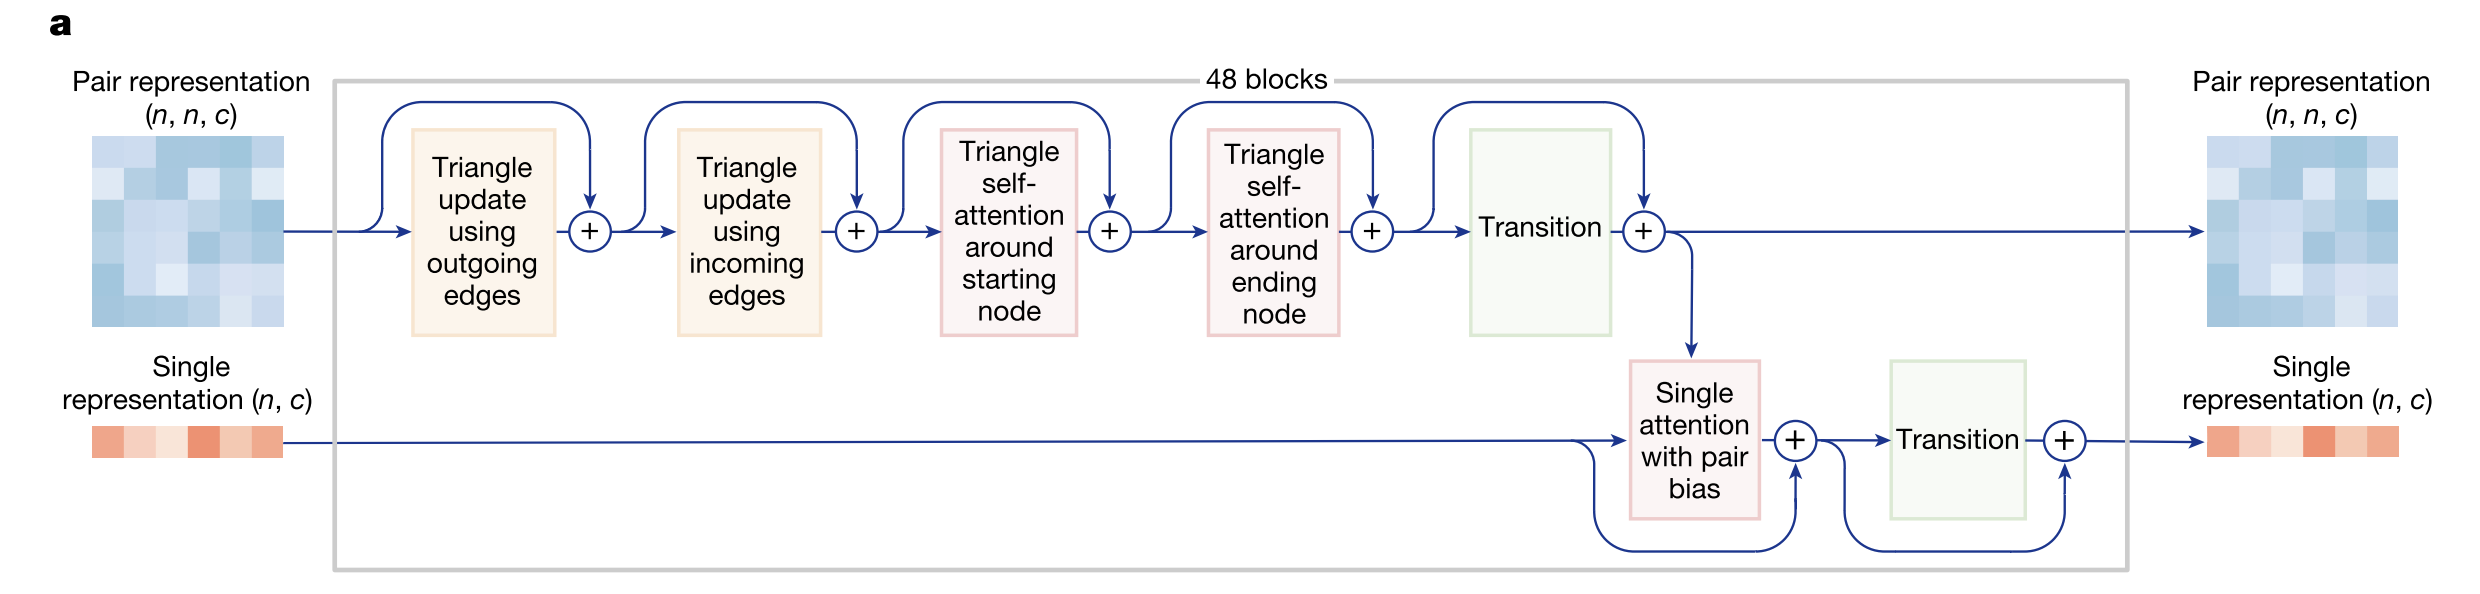 a
48 blocks
Pair representation
(n, n, c)
Triangle
update
using
outgoing
edges
+
Triangle
update
using
incoming
edges
+
Triangle
self-
attention
around
starting
node
+
Triangle
self-
attention
around
ending
node
+
Transition
+
Pair representation
(n, n, c)
Single
representation (n, c)
Single
attention
with pair
bias
+
Transition
+
Single
representation (n, c)